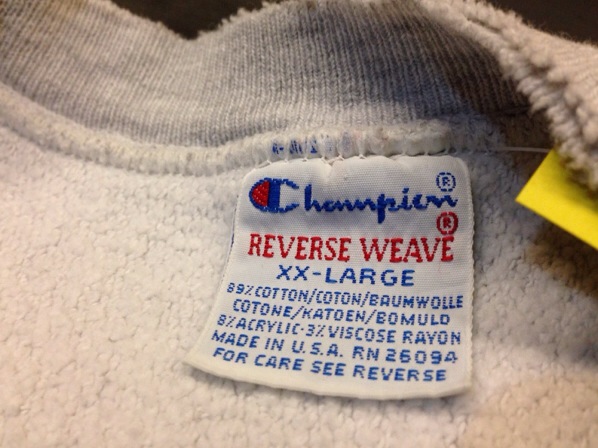 Champion®
®
REVERSE WEAVE
XX-LARGE
89% COTTON/COTON/BAUMWOLLE
COTONE/KATOEN/BOMULD
8% ACRYLIC·3% VISCOSE RAYON
MADE IN U.S.A. RN 26094
FOR CARE SEE REVERSE